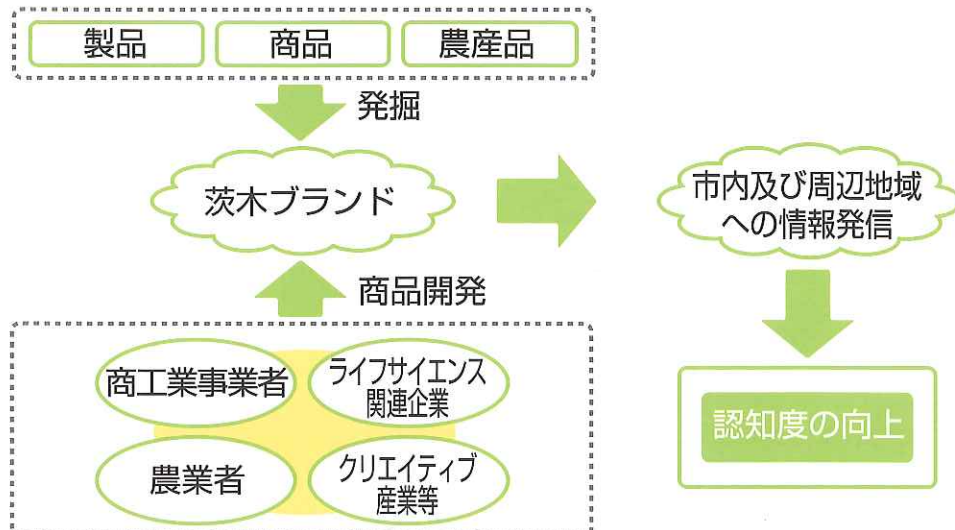 製品
商品
農産品
発掘
茨木ブランド
市内及び周辺地域
への情報発信
商品開発
商工業事業者
ライフサイエンス
関連企業
農業者
クリエイティブ
産業等
認知度の向上